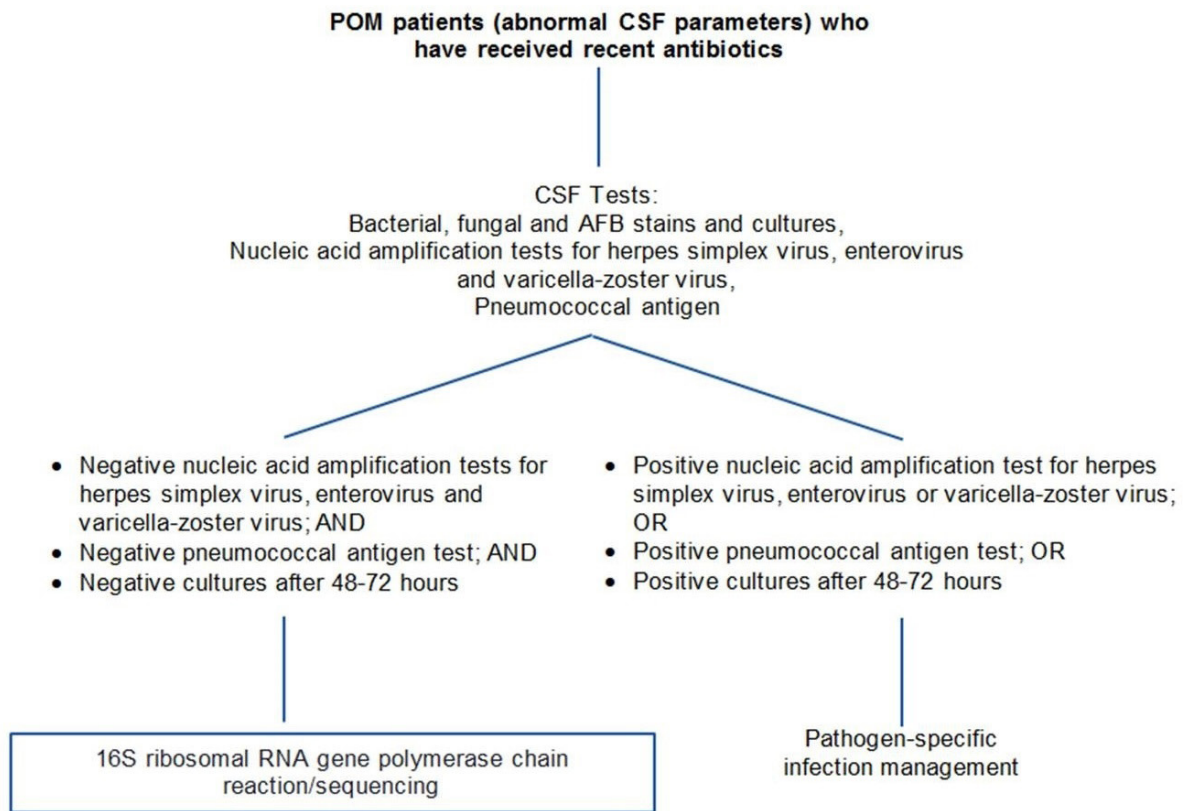 POM patients (abnormal CSF parameters) who
have received recent antibiotics
CSF Tests:
Bacterial, fungal and AFB stains and cultures,
Nucleic acid amplification tests for herpes simplex virus, enterovirus
and varicella-zoster virus,
Pneumococcal antigen
• Negative nucleic acid amplification tests for
herpes simplex virus, enterovirus and
varicella-zoster virus; AND
• Negative pneumococcal antigen test; AND
• Negative cultures after 48-72 hours
• Positive nucleic acid amplification test for herpes
simplex virus, enterovirus or varicella-zoster virus;
OR
• Positive pneumococcal antigen test; OR
• Positive cultures after 48-72 hours
16S ribosomal RNA gene polymerase chain
reaction/sequencing
Pathogen-specific
infection management